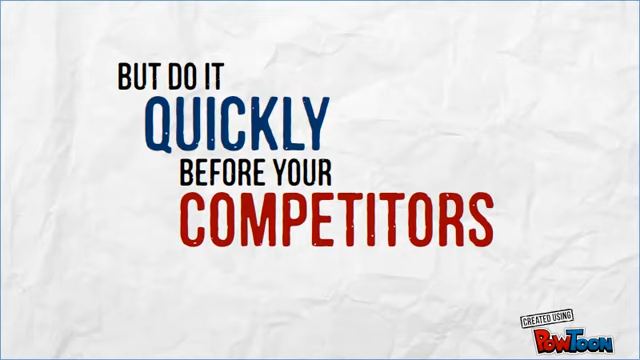 BUT DO IT
QUICKLY
BEFORE YOUR
COMPETITORS
CREATED USING
POWTOON